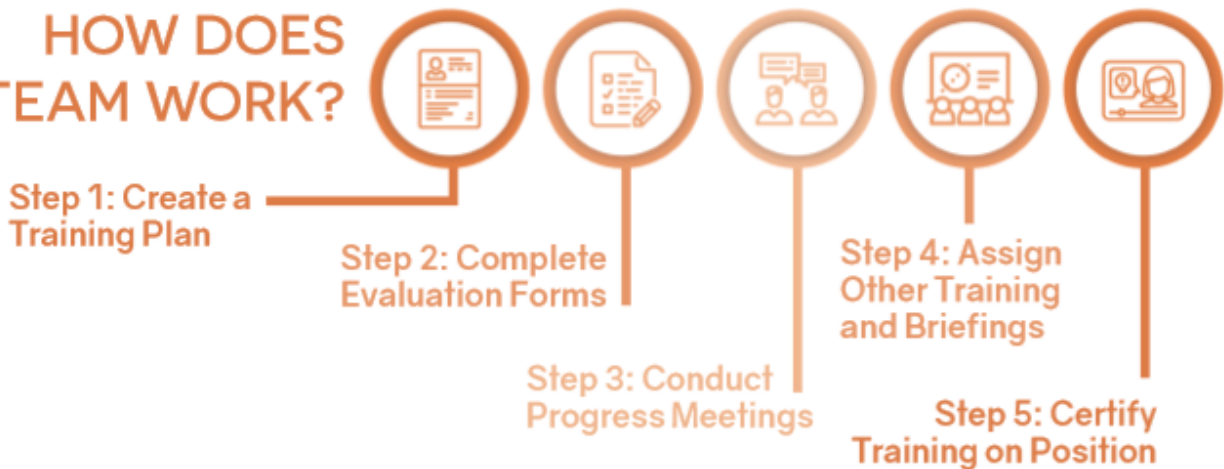 HOW DOES
TEAM WORK?
Step 1: Create a
Training Plan
Step 2: Complete
Evaluation Forms
Step 3: Conduct
Progress Meetings
Step 4: Assign
Other Training
and Briefings
Step 5: Certify
Training on Position